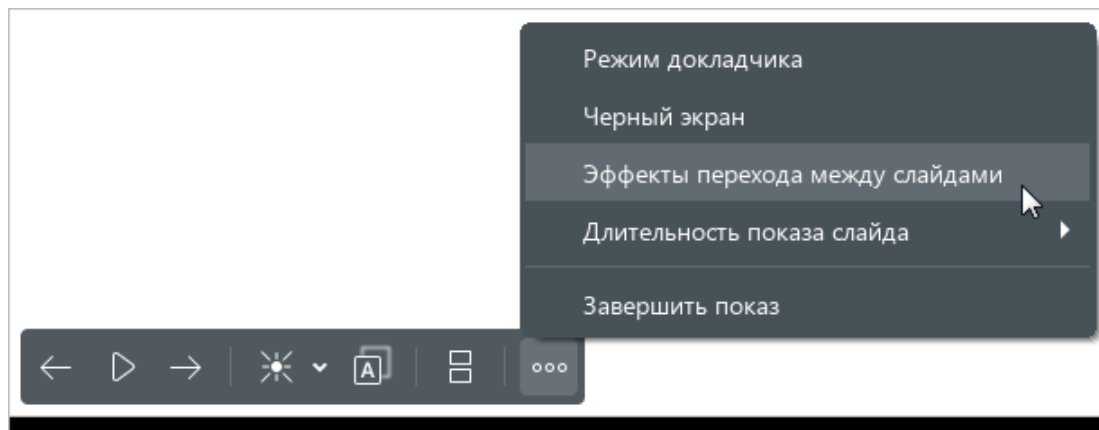 Режим докладчика
Черный экран
Эффекты перехода между слайдами
Длительность показа слайда
Завершить показ
A